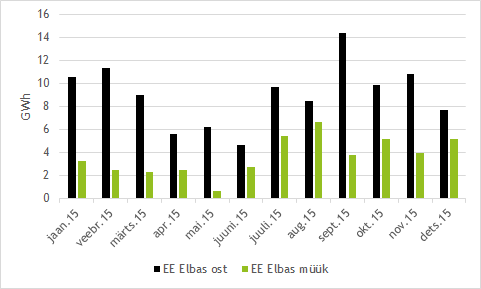 16
14
12
10
8
6
4
2
0
GWh
jaan.15
veebr.15
märts.15
apr.15
mai.15
juuni.15
juuli.15
aug.15
sept.15
okt.15
nov.15
dets.15
EE Elbas ost EE Elbas müük